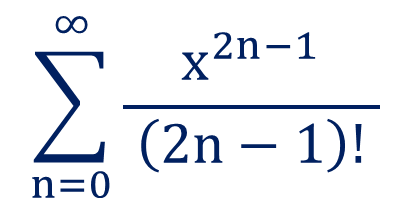 ∞
∑ x^{2n−1} / (2n − 1)!
n=0